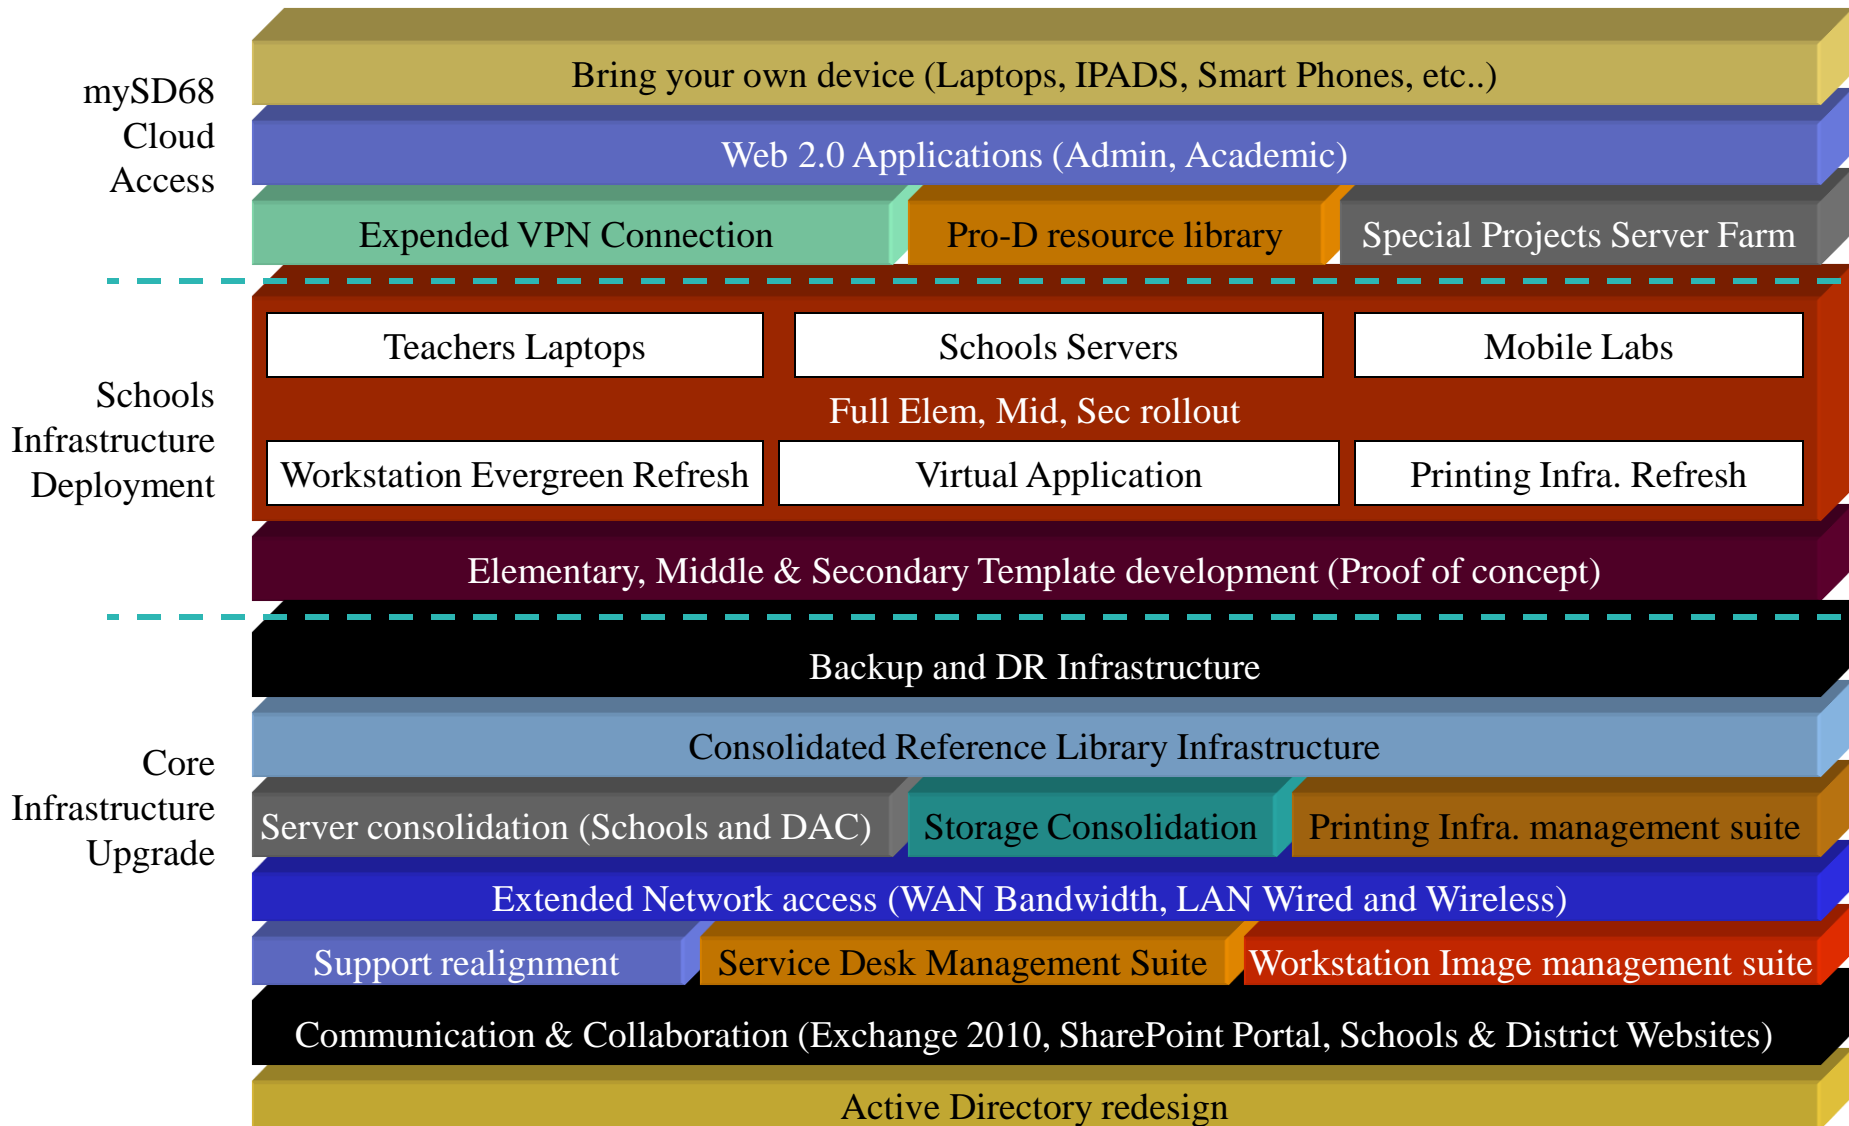 mySD68
Cloud
Access
Bring your own device (Laptops, IPADS, Smart Phones, etc..)
Web 2.0 Applications (Admin, Academic)
Expended VPN Connection
Pro-D resource library
Special Projects Server Farm
Schools
Infrastructure
Deployment
Teachers Laptops
Schools Servers
Mobile Labs
Full Elem, Mid, Sec rollout
Workstation Evergreen Refresh
Virtual Application
Printing Infra. Refresh
Elementary, Middle & Secondary Template development (Proof of concept)
Core
Infrastructure
Upgrade
Backup and DR Infrastructure
Consolidated Reference Library Infrastructure
Server consolidation (Schools and DAC)
Storage Consolidation
Printing Infra. management suite
Extended Network access (WAN Bandwidth, LAN Wired and Wireless)
Support realignment
Service Desk Management Suite
Workstation Image management suite
Communication & Collaboration (Exchange 2010, SharePoint Portal, Schools & District Websites)
Active Directory redesign